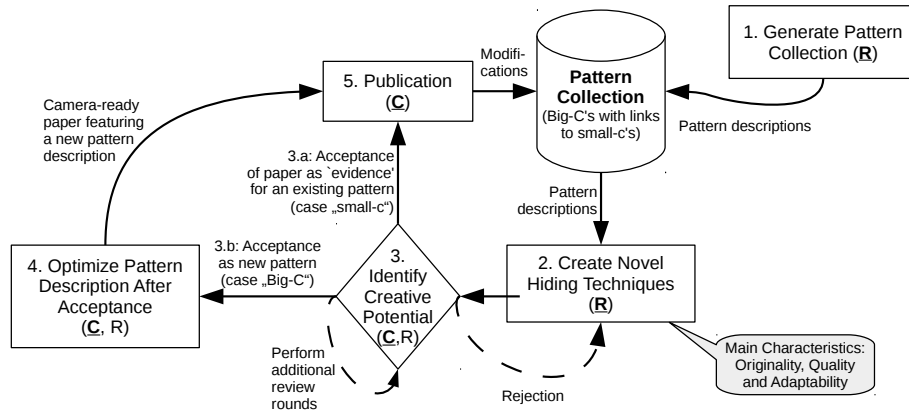 1. Generate Pattern
Collection (R)
Pattern descriptions
Pattern
Collection
(Big-C's with links
to small-c's)
Modifi-
cations
5. Publication
(C)
Camera-ready
paper featuring
a new pattern
description
3.a: Acceptance
of paper as `evidence'
for an existing pattern
(case „small-c“)
Pattern
descriptions
2. Create Novel
Hiding Techniques
(R)
Main Characteristics:
Originality, Quality
and Adaptability
3.
Identify
Creative
Potential
(C,R)
Rejection
Perform
additional
review
rounds
3.b: Acceptance
as new pattern
(case „Big-C“)
4. Optimize Pattern
Description After
Acceptance
(C, R)